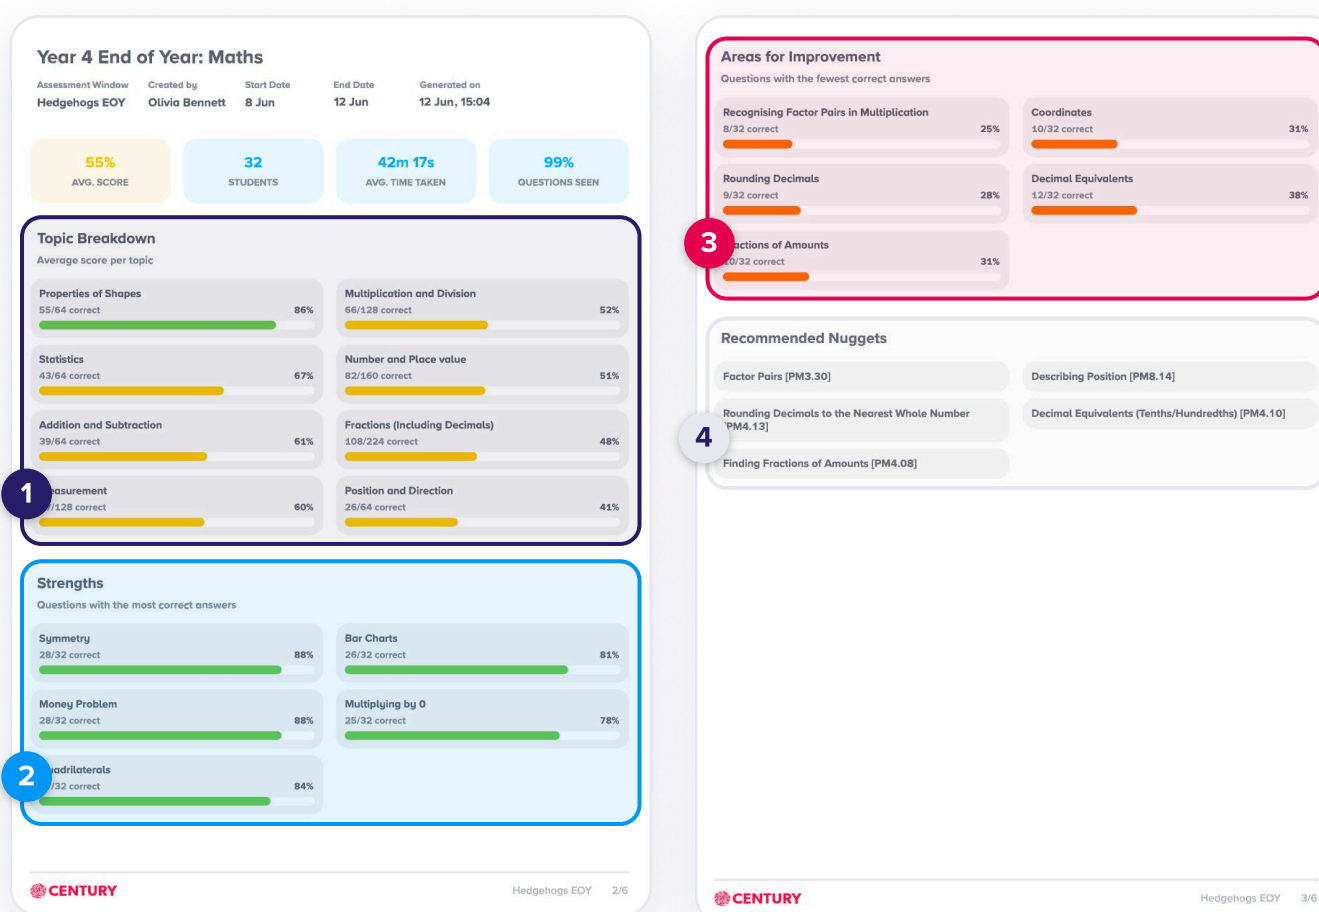 Year 4 End of Year: Maths
Assessment Window Created by Start Date End Date Generated on
Hedgehogs EOY Olivia Bennett 8 Jun 12 Jun 12 Jun, 15:04
55% 32 42m 17s 99%
AVG. SCORE STUDENTS AVG. TIME TAKEN QUESTIONS SEEN
Topic Breakdown
Average score per topic
Properties of Shapes
55/64 correct 86%
Multiplication and Division
66/128 correct 52%
Statistics
43/64 correct 67%
Number and Place value
82/160 correct 51%
Addition and Subtraction
39/64 correct 61%
Fractions (Including Decimals)
108/224 correct 48%
1
easurement
/128 correct 60%
Position and Direction
26/64 correct 41%
Strengths
Questions with the most correct answers
Symmetry
28/32 correct 88%
Bar Charts
26/32 correct 81%
Money Problem
28/32 correct 88%
Multiplying by 0
25/32 correct 78%
2
adrilaterals
/32 correct 84%
CENTURY
Hedgehogs EOY 2/6
Areas for Improvement
Questions with the fewest correct answers
Recognising Factor Pairs in Multiplication
8/32 correct 25%
Coordinates
10/32 correct 31%
Rounding Decimals
9/32 correct 28%
Decimal Equivalents
12/32 correct 38%
3
actions of Amounts
0/32 correct 31%
Recommended Nuggets
Factor Pairs [PM3.30]
Describing Position [PM8.14]
Rounding Decimals to the Nearest Whole Number
PM4.13]
Decimal Equivalents (Tenths/Hundredths) [PM4.10]
4
Finding Fractions of Amounts [PM4.08]
CENTURY
Hedgehogs EOY 3/6